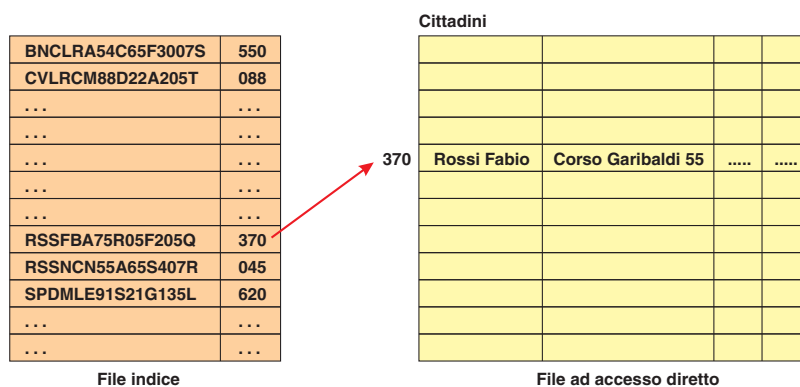 Cittadini
BNCLRA54C65F3007S 550
CVLRCM88D22A205T 088
... ...
... ...
... ...
... ...
... ...
RSSFBA75R05F205Q 370
RSSNCN55A65S407R 045
SPDMLE91S21G135L 620
... ...
... ...
File indice
370 Rossi Fabio Corso Garibaldi 55 ..... .....
File ad accesso diretto